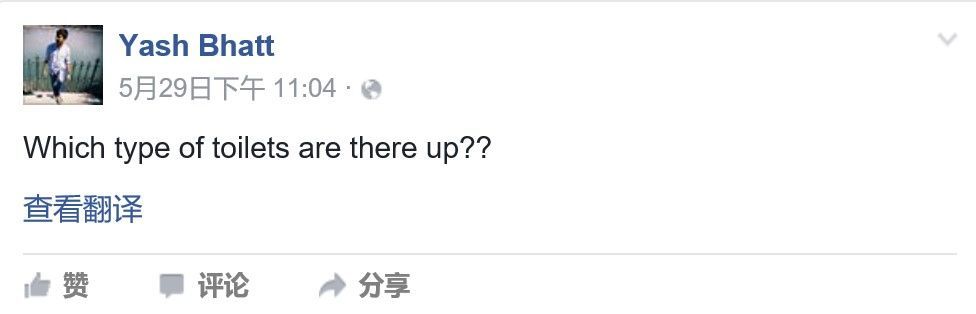 Yash Bhatt
5月29日下午 11:04 ·
Which type of toilets are there up??
查看翻译
赞 评论 分享